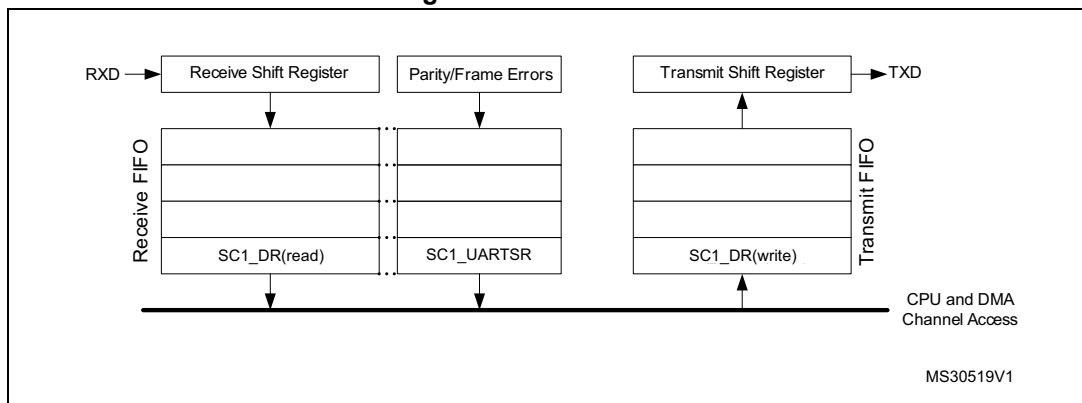 RXD
Receive Shift Register
Parity/Frame Errors
Transmit Shift Register
TXD
Receive FIFO
SC1_DR(read)
SC1_UARTSR
SC1_DR(write)
Transmit FIFO
CPU and DMA
Channel Access
MS30519V1